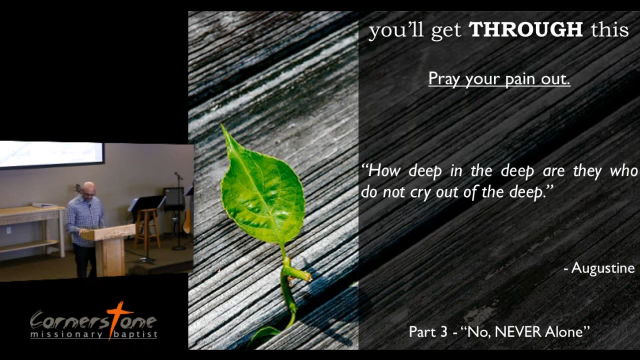 you'll get THROUGH this
Pray your pain out.
“How deep in the deep are they who
do not cry out of the deep.”
- Augustine
Part 3 - “No, NEVER Alone”
Cornerstone
missionary baptist